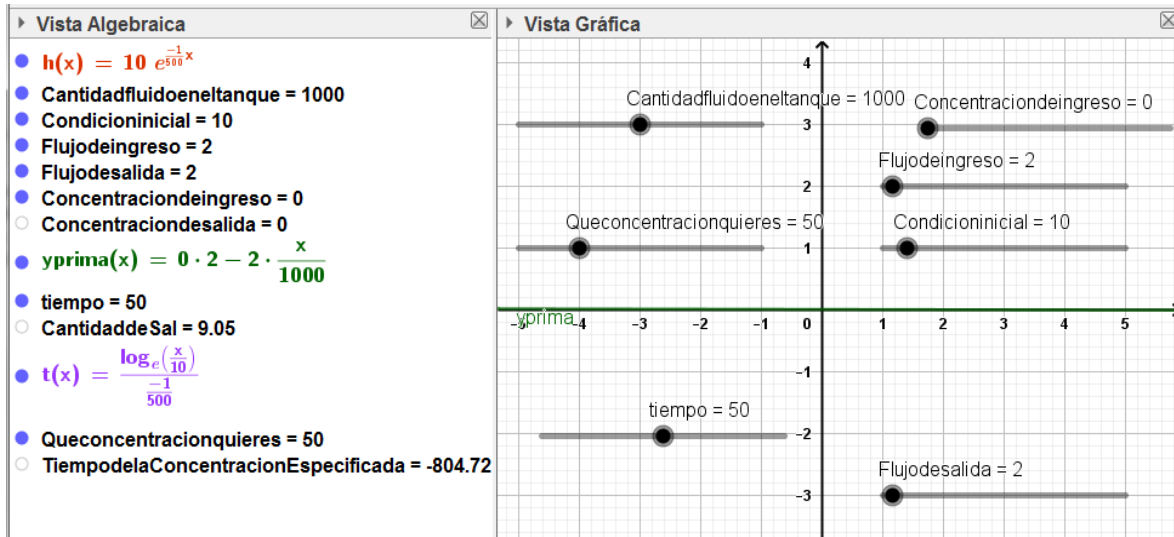 Vista Algebraica
h(x) = 10 e^(-1/500 x)
Cantidadfluidoeneltanque = 1000
Condicioninicial = 10
Flujodeingreso = 2
Flujodesalida = 2
Concentraciondeingreso = 0
Concentraciondesalida = 0
yprima(x) = 0 · 2 − 2 · x/1000
tiempo = 50
CantidaddeSal = 9.05
t(x) = log_e(x/10) / (-1/500)
Queconcentracionquieres = 50
TiempodelaConcentracionEspecificada = -804.72
Vista Gráfica
4
Cantidadfluidoeneltanque = 1000
Concentraciondeingreso = 0
3
Flujodeingreso = 2
2
Queconcentracionquieres = 50
Condicioninicial = 10
1
yprima
-5 -4 -3 -2 -1 0 1 2 3 4 5
-1
tiempo = 50
-2
Flujodesalida = 2
-3